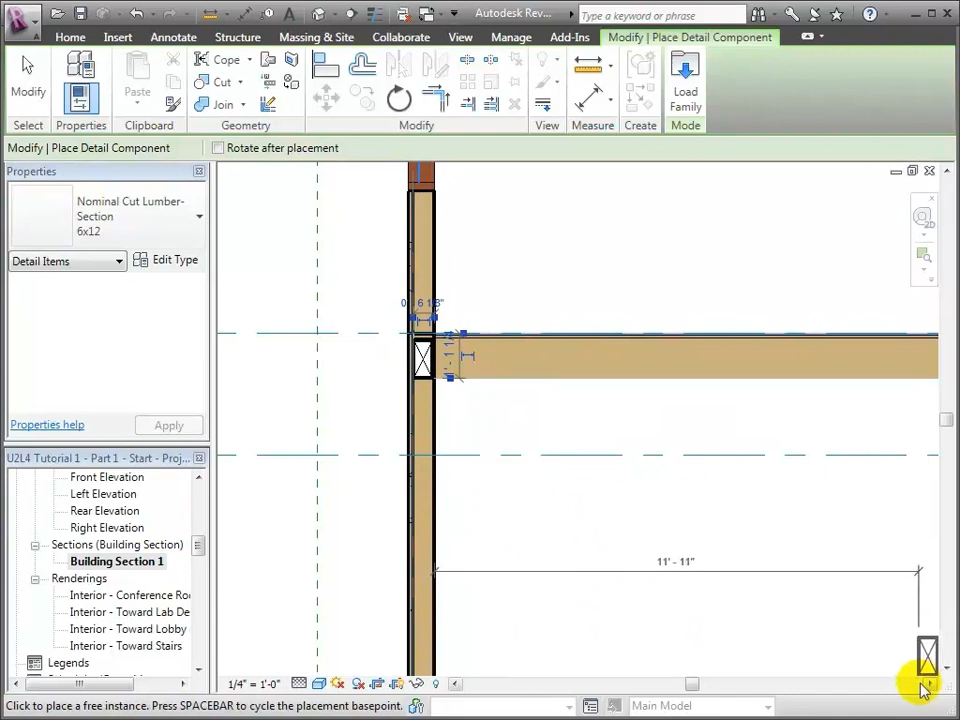 Autodesk Rev...
Type a keyword or phrase
Home
Insert
Annotate
Structure
Massing & Site
Collaborate
View
Manage
Add-Ins
Modify | Place Detail Component
Modify
Paste
Cope
Cut
Join
Load
Family
Select
Properties
Clipboard
Geometry
Modify
View
Measure
Create
Mode
Modify | Place Detail Component
Rotate after placement
Properties
Nominal Cut Lumber-
Section
6x12
Detail Items
Edit Type
Properties help
Apply
U2L4 Tutorial 1 - Part 1 - Start - Proj...
Front Elevation
Left Elevation
Rear Elevation
Right Elevation
Sections (Building Section)
Building Section 1
Renderings
Interior - Conference Ro
Interior - Toward Lab De
Interior - Toward Lobby
Interior - Toward Stairs
Legends
2D
11' - 11"
1/4" = 1'-0"
Click to place a free instance. Press SPACEBAR to cycle the placement basepoint.
Main Model